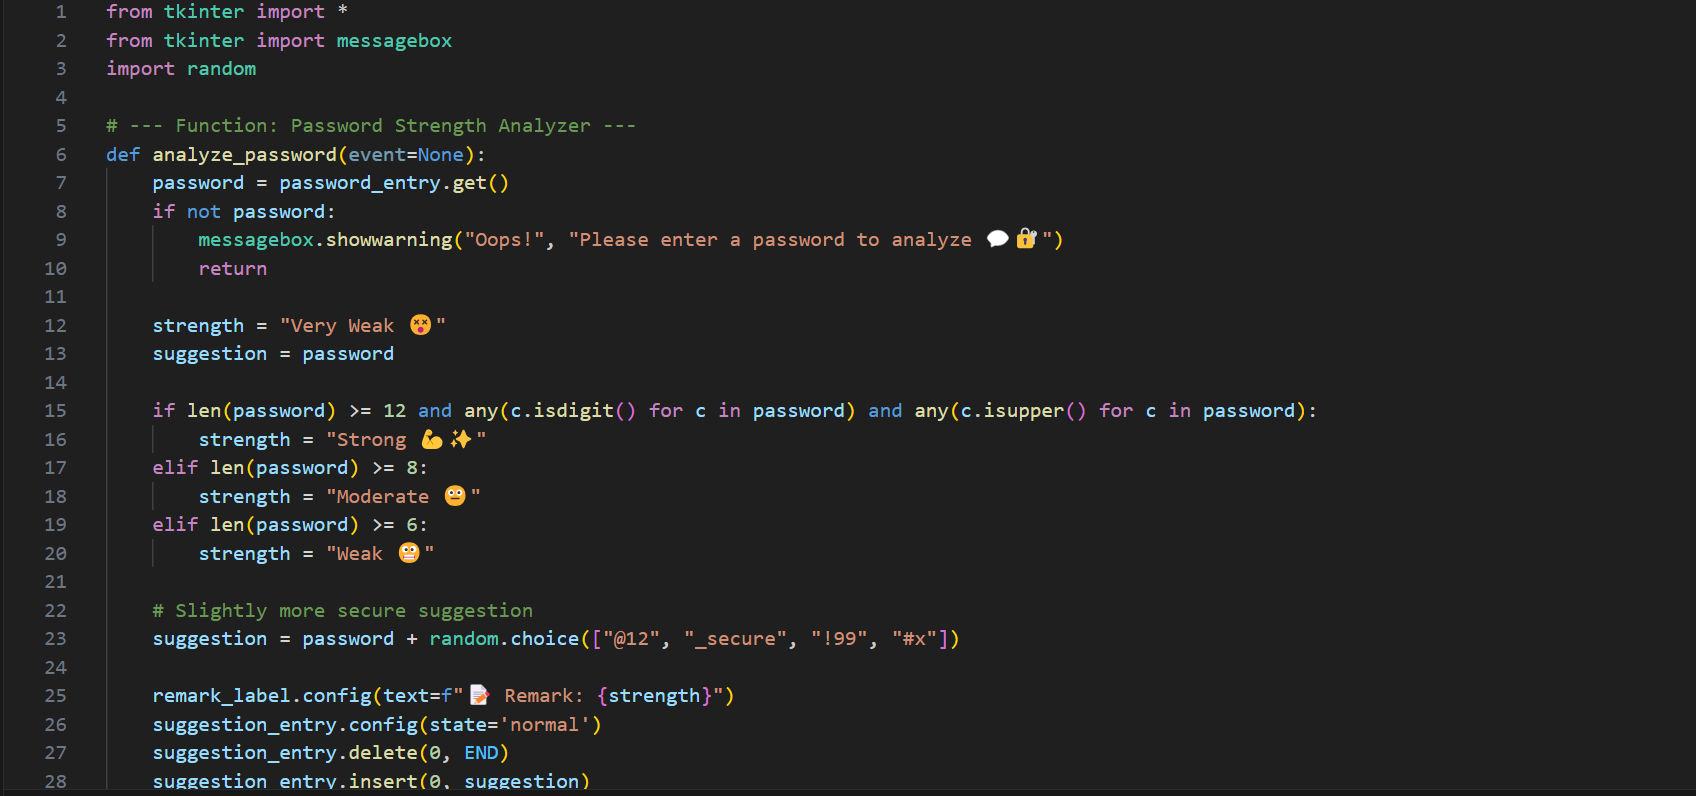 1 from tkinter import *
2 from tkinter import messagebox
3 import random
4
5 # --- Function: Password Strength Analyzer ---
6 def analyze_password(event=None):
7     password = password_entry.get()
8     if not password:
9         messagebox.showwarning("Oops!", "Please enter a password to analyze 💬🔐")
10         return
11
12     strength = "Very Weak 😵"
13     suggestion = password
14
15     if len(password) >= 12 and any(c.isdigit() for c in password) and any(c.isupper() for c in password):
16         strength = "Strong 💪✨"
17     elif len(password) >= 8:
18         strength = "Moderate 😐"
19     elif len(password) >= 6:
20         strength = "Weak 😬"
21
22     # Slightly more secure suggestion
23     suggestion = password + random.choice(["@12", "_secure", "!99", "#x"])
24
25     remark_label.config(text=f"📝 Remark: {strength}")
26     suggestion_entry.config(state='normal')
27     suggestion_entry.delete(0, END)
28     suggestion_entry.insert(0, suggestion)